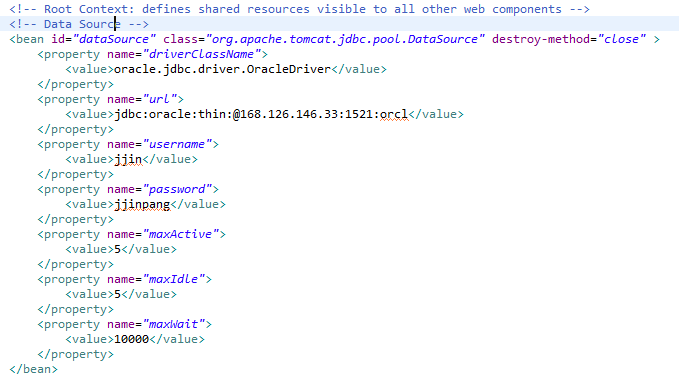 <!-- Root Context: defines shared resources visible to all other web components -->
<!-- Data Source -->
<bean id="dataSource" class="org.apache.tomcat.jdbc.pool.DataSource" destroy-method="close" >
<property name="driverClassName">
<value>oracle.jdbc.driver.OracleDriver</value>
</property>
<property name="url">
<value>jdbc:oracle:thin:@168.126.146.33:1521:orcl</value>
</property>
<property name="username">
<value>jjin</value>
</property>
<property name="password">
<value>jjinpang</value>
</property>
<property name="maxActive">
<value>5</value>
</property>
<property name="maxIdle">
<value>5</value>
</property>
<property name="maxWait">
<value>10000</value>
</property>
</bean>